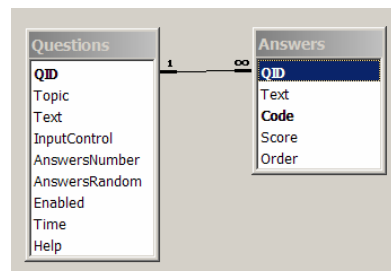 Questions
QID
Topic
Text
InputControl
AnswersNumber
AnswersRandom
Enabled
Time
Help
1
∞
Answers
QID
Text
Code
Score
Order